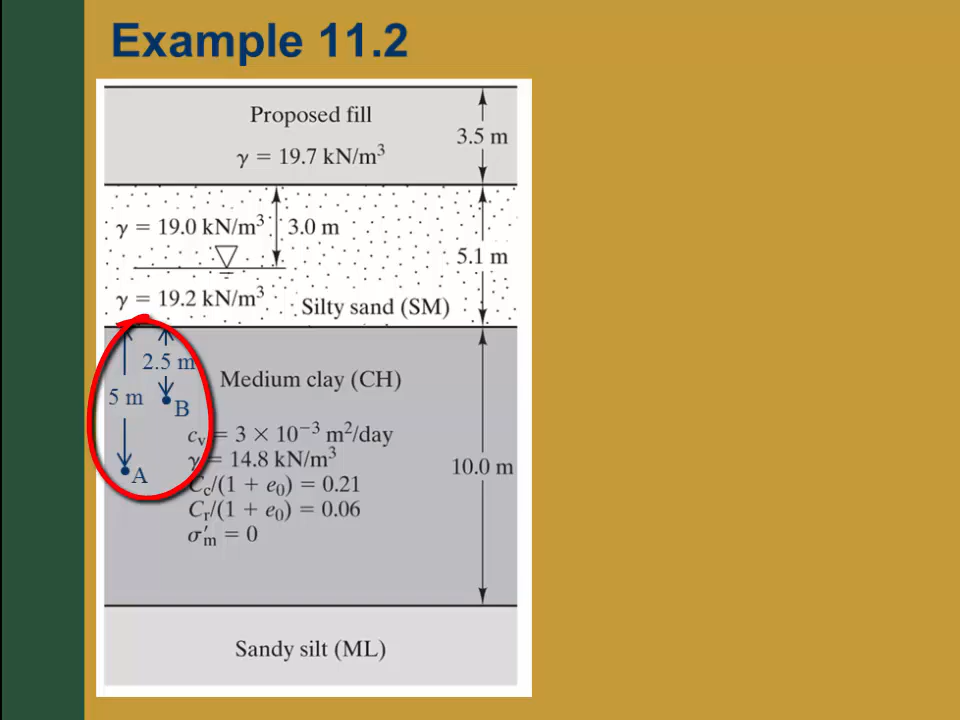 Example 11.2
Proposed fill
3.5 m
γ = 19.7 kN/m³
γ = 19.0 kN/m³
3.0 m
5.1 m
γ = 19.2 kN/m³
Silty sand (SM)
2.5 m
Medium clay (CH)
5 m
B
cᵥ = 3 × 10⁻³ m²/day
γ = 14.8 kN/m³
10.0 m
A
C_c/(1 + e₀) = 0.21
C_r/(1 + e₀) = 0.06
σ′ₘ = 0
Sandy silt (ML)